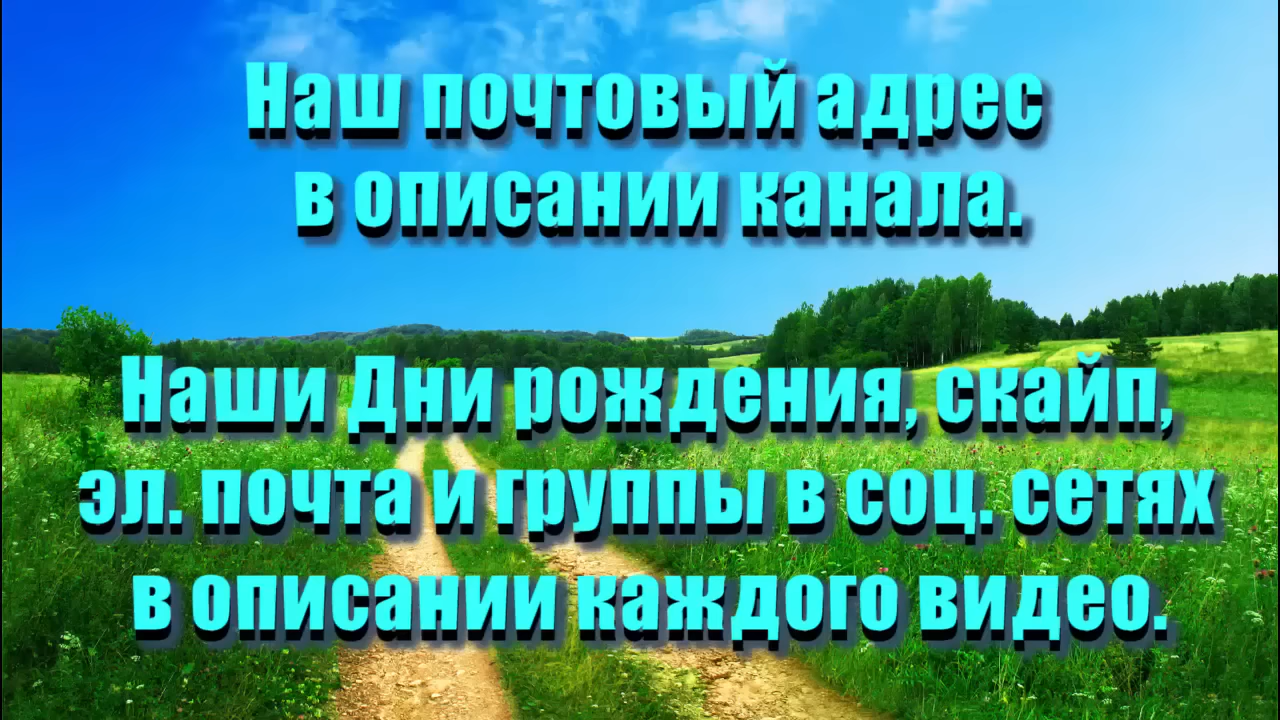 Наш почтовый адрес
в описании канала.
Наши Дни рождения, скайп,
эл. почта и группы в соц. сетях
в описании каждого видео.